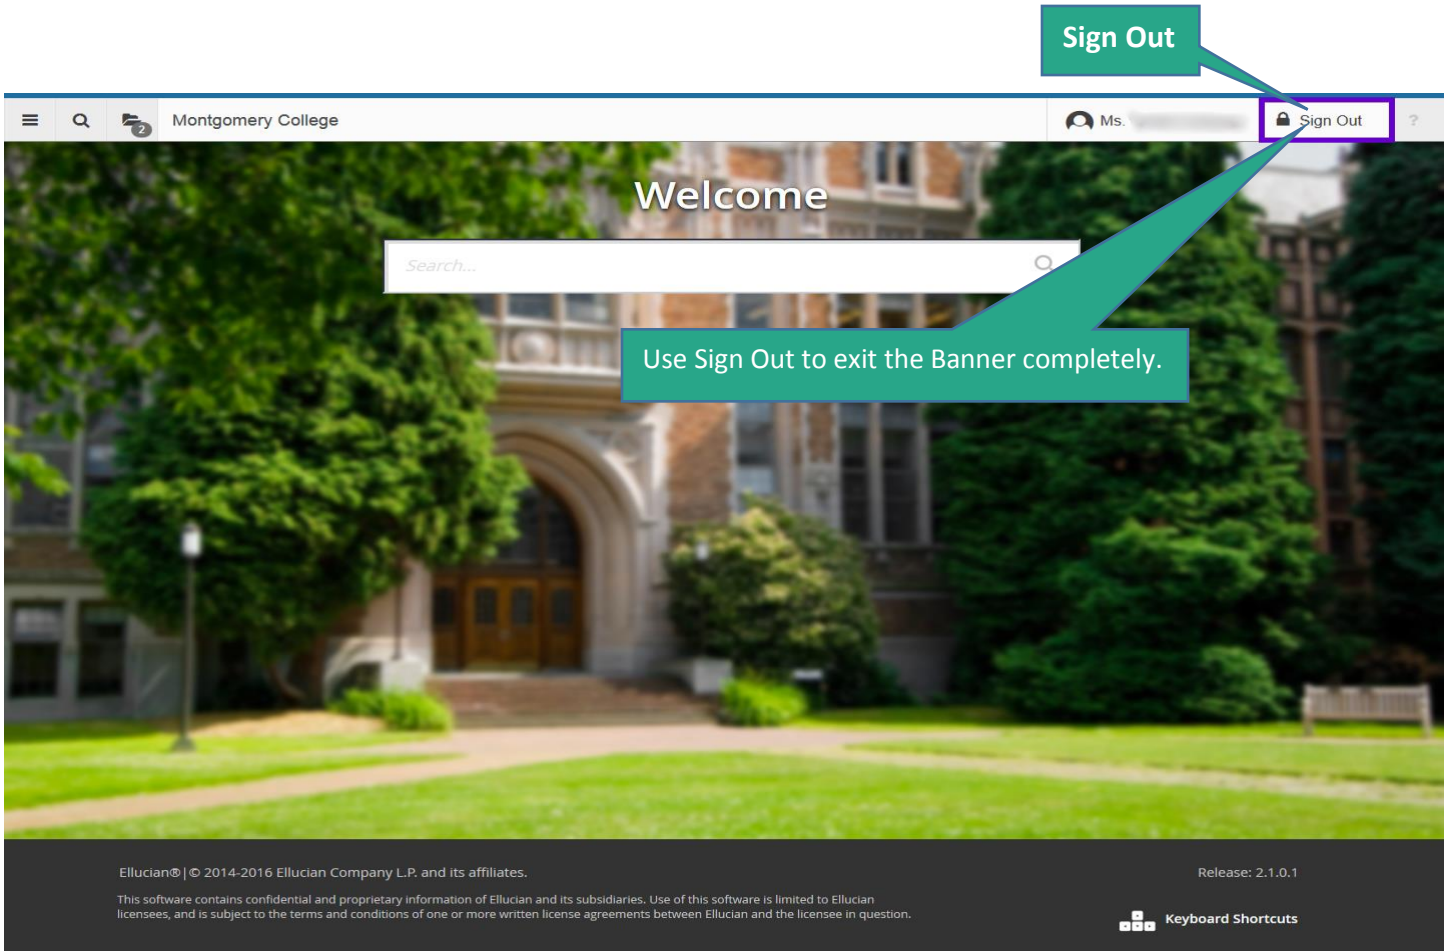 Sign Out
2
Montgomery College
Ms.
Sign Out
?
Welcome
Search...
Use Sign Out to exit the Banner completely.
Ellucian®|© 2014-2016 Ellucian Company L.P. and its affiliates.
Release: 2.1.0.1
This software contains confidential and proprietary information of Ellucian and its subsidiaries. Use of this software is limited to Ellucian
licensees, and is subject to the terms and conditions of one or more written license agreements between Ellucian and the licensee in question.
Keyboard Shortcuts